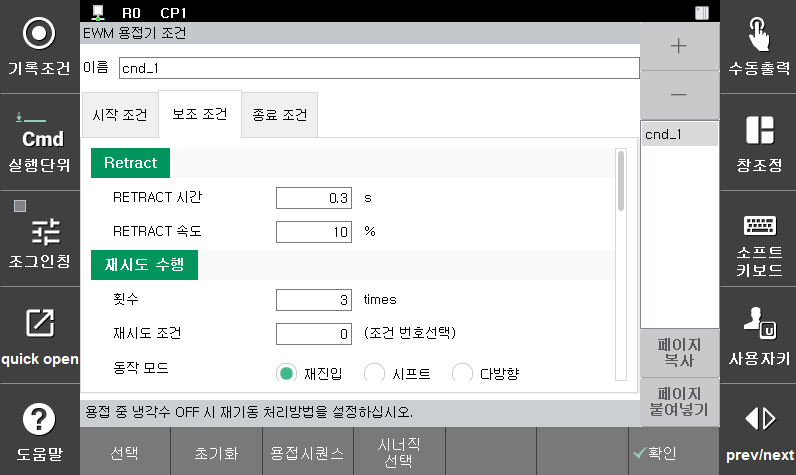 R0 CP1
EWM 용접기 조건
이름 cnd_1
시작 조건 보조 조건 종료 조건
Retract
RETRACT 시간 0.3 s
RETRACT 속도 10 %
재시도 수행
횟수 3 times
재시도 조건 0 (조건 번호선택)
동작 모드 재진입 시프트 다방향
용접 중 냉각수 OFF 시 재기동 처리방법을 설정하십시오.
+
−
cnd_1
페이지
복사
페이지
붙여넣기
기록조건
Cmd
실행단위
조그인칭
quick open
도움말
수동출력
창조정
소프트
키보드
U
사용자키
prev/next
선택 초기화 용접시퀀스 시너직
선택
확인